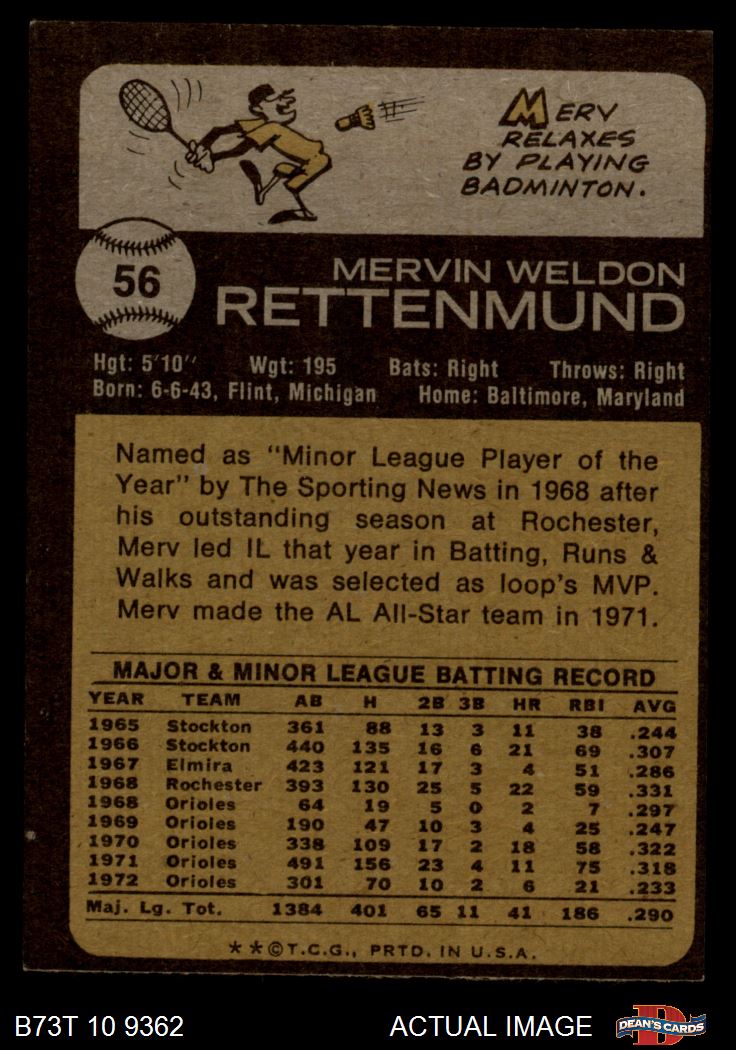 MERV
RELAXES
BY PLAYING
BADMINTON.
56
MERVIN WELDON
RETTENMUND
Hgt: 5'10" Wgt: 195 Bats: Right Throws: Right
Born: 6-6-43, Flint, Michigan Home: Baltimore, Maryland
Named as "Minor League Player of the
Year" by The Sporting News in 1968 after
his outstanding season at Rochester,
Merv led IL that year in Batting, Runs &
Walks and was selected as loop's MVP.
Merv made the AL All-Star team in 1971.
MAJOR & MINOR LEAGUE BATTING RECORD
YEAR TEAM AB H 2B 3B HR RBI AVG
1965 Stockton 361 88 13 3 11 38 .244
1966 Stockton 440 135 16 6 21 69 .307
1967 Elmira 423 121 17 3 4 51 .286
1968 Rochester 393 130 25 5 22 59 .331
1968 Orioles 64 19 5 0 2 7 .297
1969 Orioles 190 47 10 3 4 25 .247
1970 Orioles 338 109 17 2 18 58 .322
1971 Orioles 491 156 23 4 11 75 .318
1972 Orioles 301 70 10 2 6 21 .233
Maj. Lg. Tot. 1384 401 65 11 41 186 .290
**©T.C.G., PRTD. IN U.S.A.
B73T 10 9362 ACTUAL IMAGE D DEAN'S CARDS